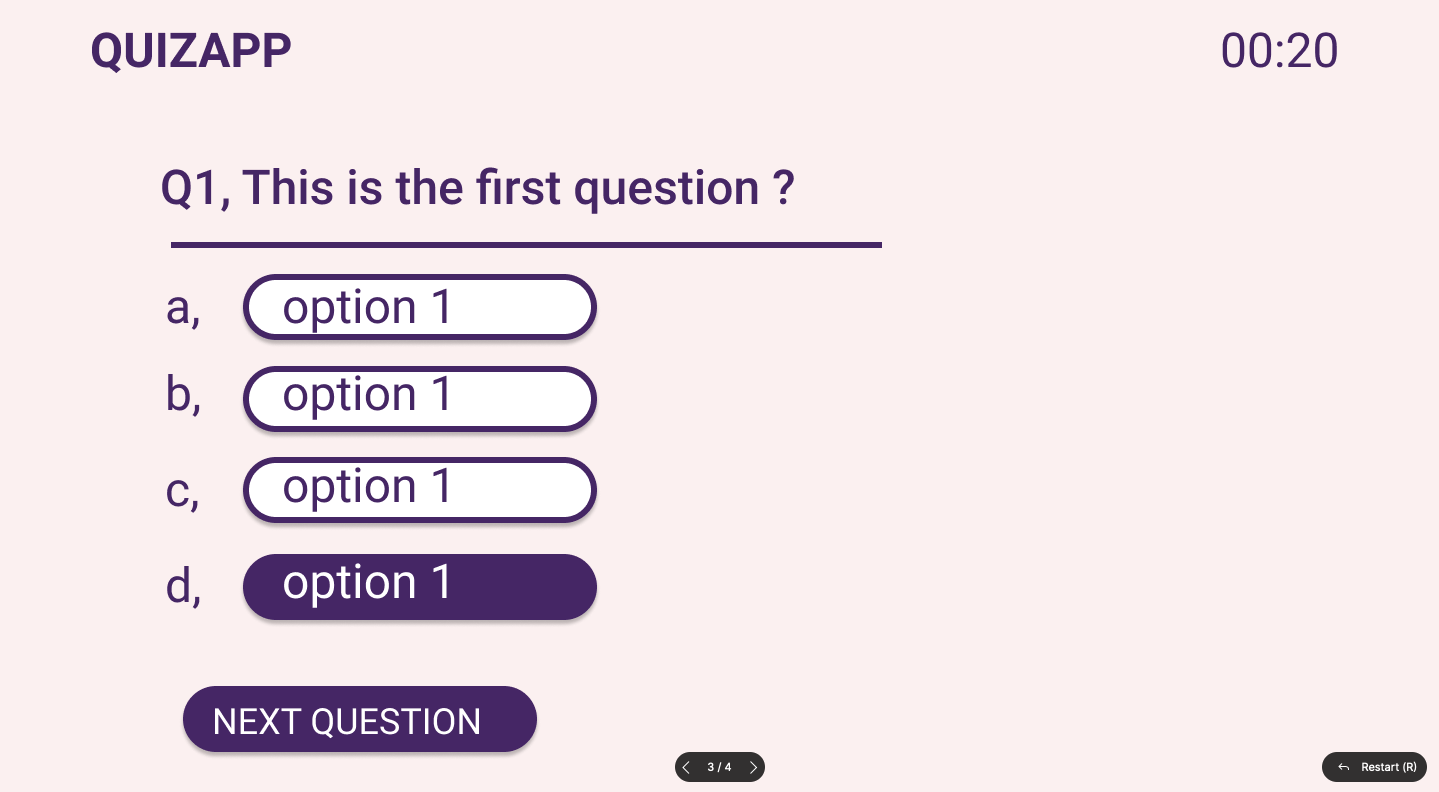 QUIZAPP
00:20
Q1, This is the first question ?
a, option 1
b, option 1
c, option 1
d, option 1
NEXT QUESTION
3 / 4
Restart (R)